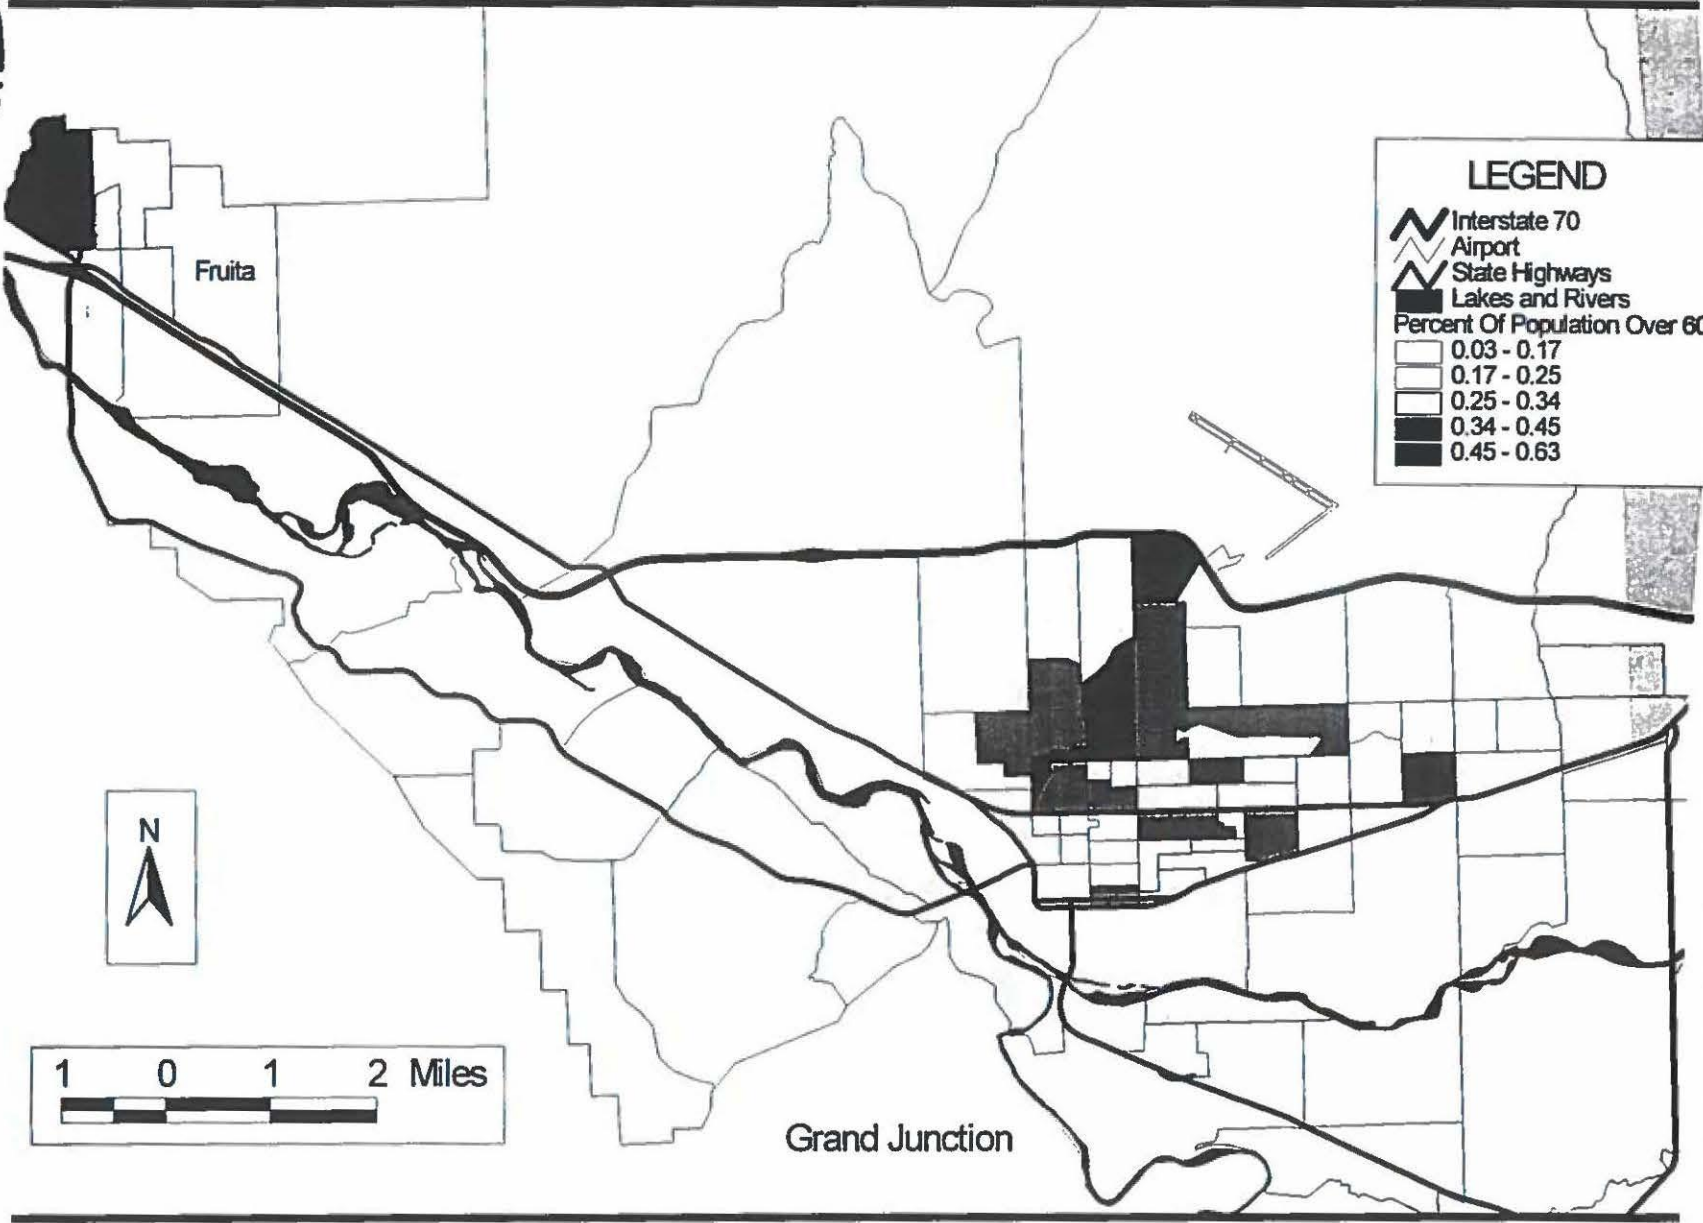 LEGEND
Interstate 70
Airport
State Highways
Lakes and Rivers
Percent Of Population Over 60
0.03 - 0.17
0.17 - 0.25
0.25 - 0.34
0.34 - 0.45
0.45 - 0.63
Fruita
N
1 0 1 2 Miles
Grand Junction